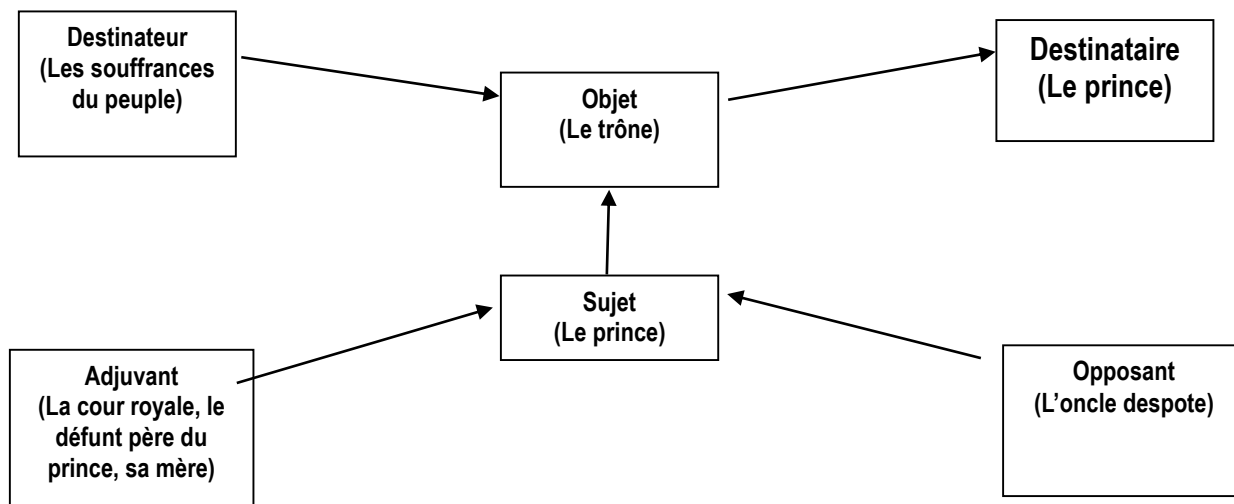 Destinateur
(Les souffrances
du peuple)
Objet
(Le trône)
Destinataire
(Le prince)
Sujet
(Le prince)
Adjuvant
(La cour royale, le
défunt père du
prince, sa mère)
Opposant
(L’oncle despote)